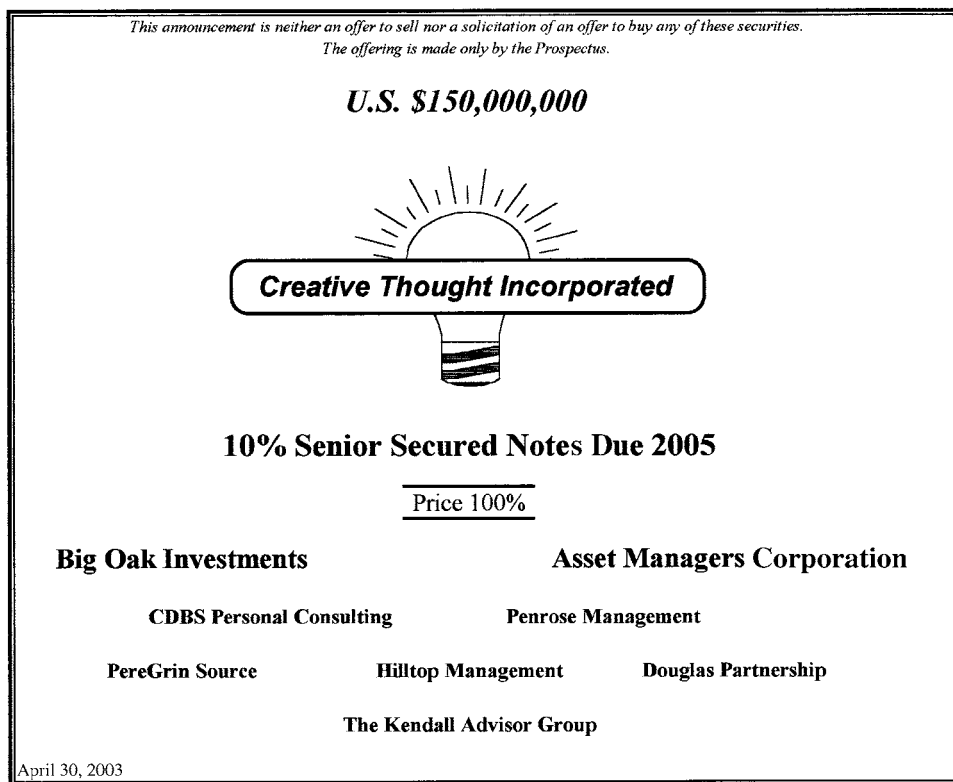 This announcement is neither an offer to sell nor a solicitation of an offer to buy any of these securities.
The offering is made only by the Prospectus.
U.S. $150,000,000
Creative Thought Incorporated
10% Senior Secured Notes Due 2005
Price 100%
Big Oak Investments Asset Managers Corporation
CDBS Personal Consulting Penrose Management
PereGrin Source Hilltop Management Douglas Partnership
The Kendall Advisor Group
April 30, 2003